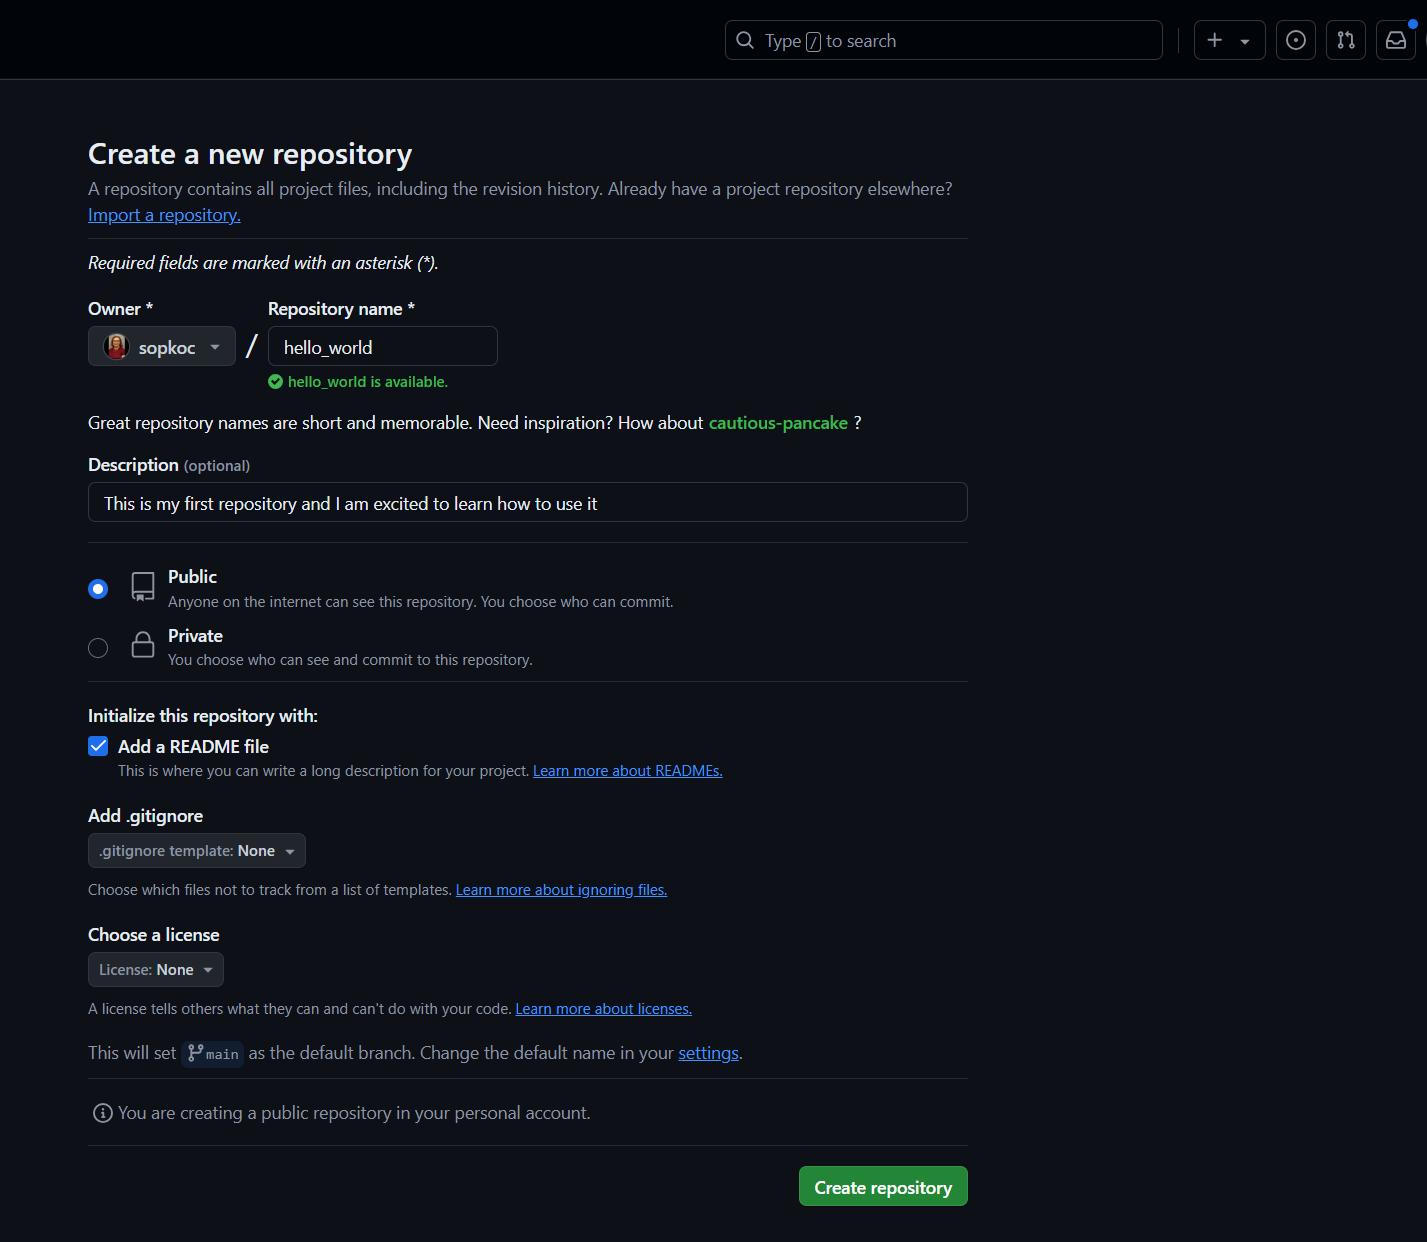 Type / to search
Create a new repository
A repository contains all project files, including the revision history. Already have a project repository elsewhere?
Import a repository.
Required fields are marked with an asterisk (*).
Owner * Repository name *
sopkoc / hello_world
hello_world is available.
Great repository names are short and memorable. Need inspiration? How about cautious-pancake ?
Description (optional)
This is my first repository and I am excited to learn how to use it
Public
Anyone on the internet can see this repository. You choose who can commit.
Private
You choose who can see and commit to this repository.
Initialize this repository with:
Add a README file
This is where you can write a long description for your project. Learn more about READMEs.
Add .gitignore
.gitignore template: None
Choose which files not to track from a list of templates. Learn more about ignoring files.
Choose a license
License: None
A license tells others what they can and can't do with your code. Learn more about licenses.
This will set main as the default branch. Change the default name in your settings.
You are creating a public repository in your personal account.
Create repository